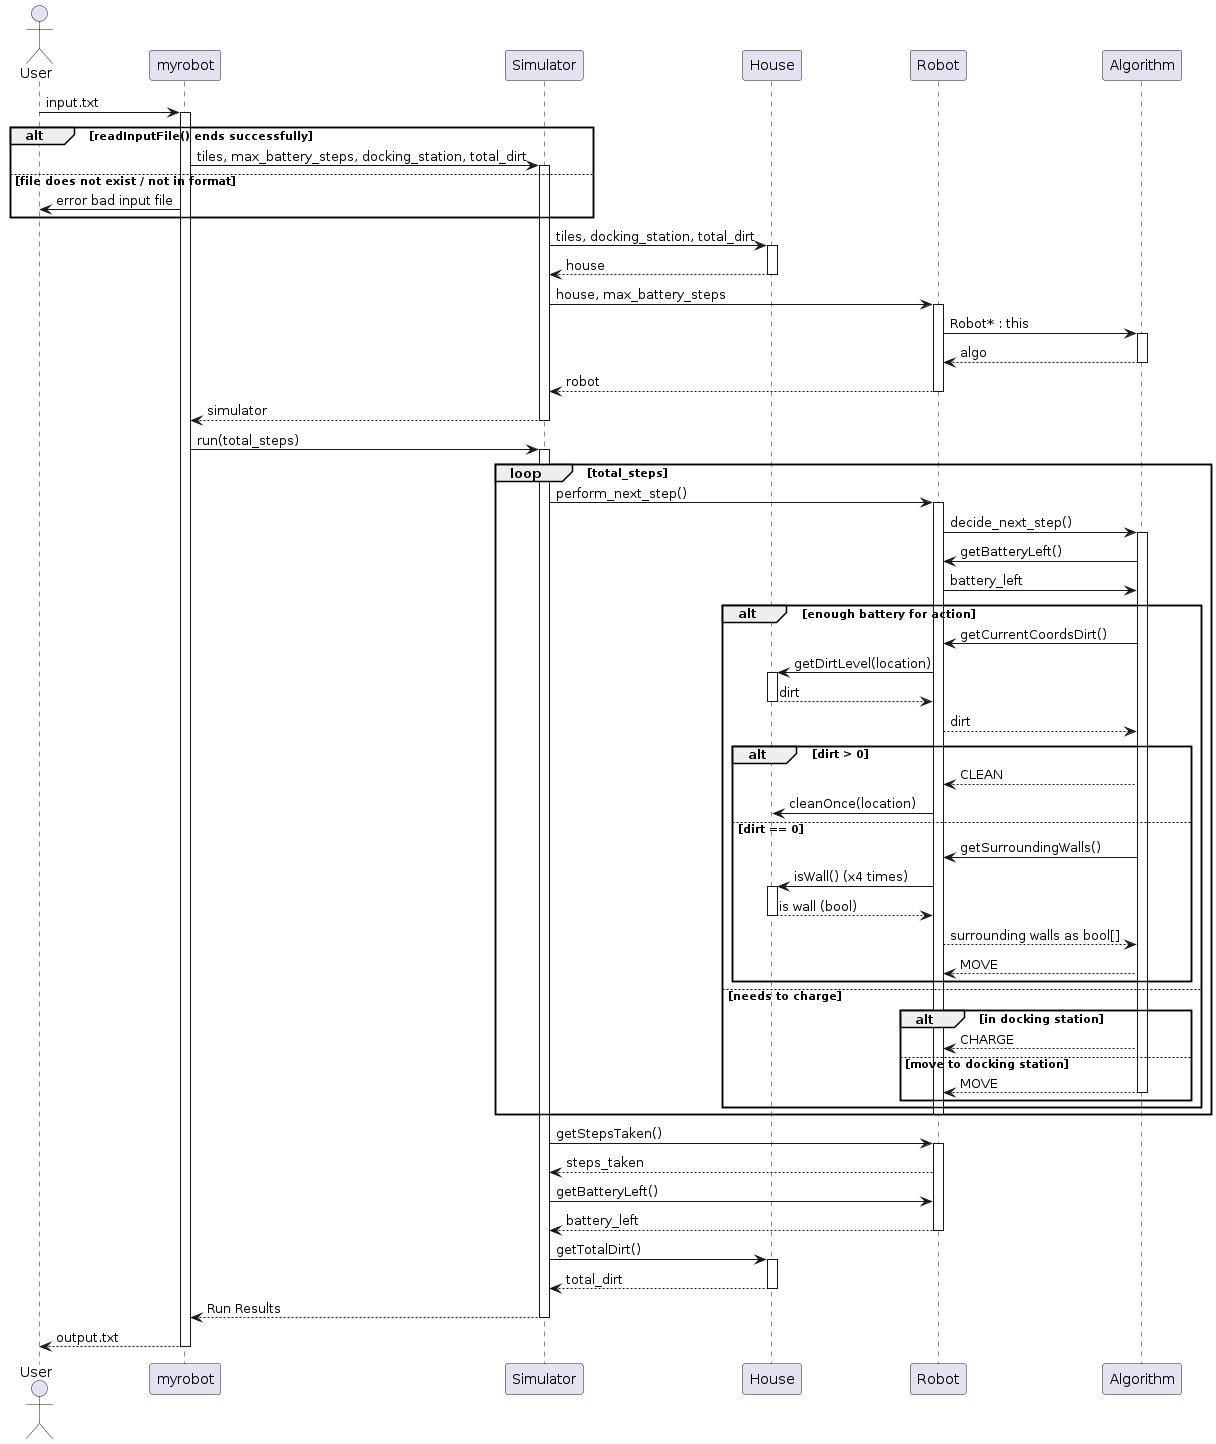 User
myrobot
Simulator
House
Robot
Algorithm
input.txt
alt
[readInputFile() ends successfully]
tiles, max_battery_steps, docking_station, total_dirt
[file does not exist / not in format]
error bad input file
tiles, docking_station, total_dirt
house
house, max_battery_steps
Robot* : this
algo
robot
simulator
run(total_steps)
loop
[total_steps]
perform_next_step()
decide_next_step()
getBatteryLeft()
battery_left
alt
[enough battery for action]
getCurrentCoordsDirt()
getDirtLevel(location)
dirt
dirt
alt
[dirt > 0]
CLEAN
cleanOnce(location)
[dirt == 0]
getSurroundingWalls()
isWall() (x4 times)
is wall (bool)
surrounding walls as bool[]
MOVE
[needs to charge]
alt
[in docking station]
CHARGE
[move to docking station]
MOVE
getStepsTaken()
steps_taken
getBatteryLeft()
battery_left
getTotalDirt()
total_dirt
Run Results
output.txt
User
myrobot
Simulator
House
Robot
Algorithm